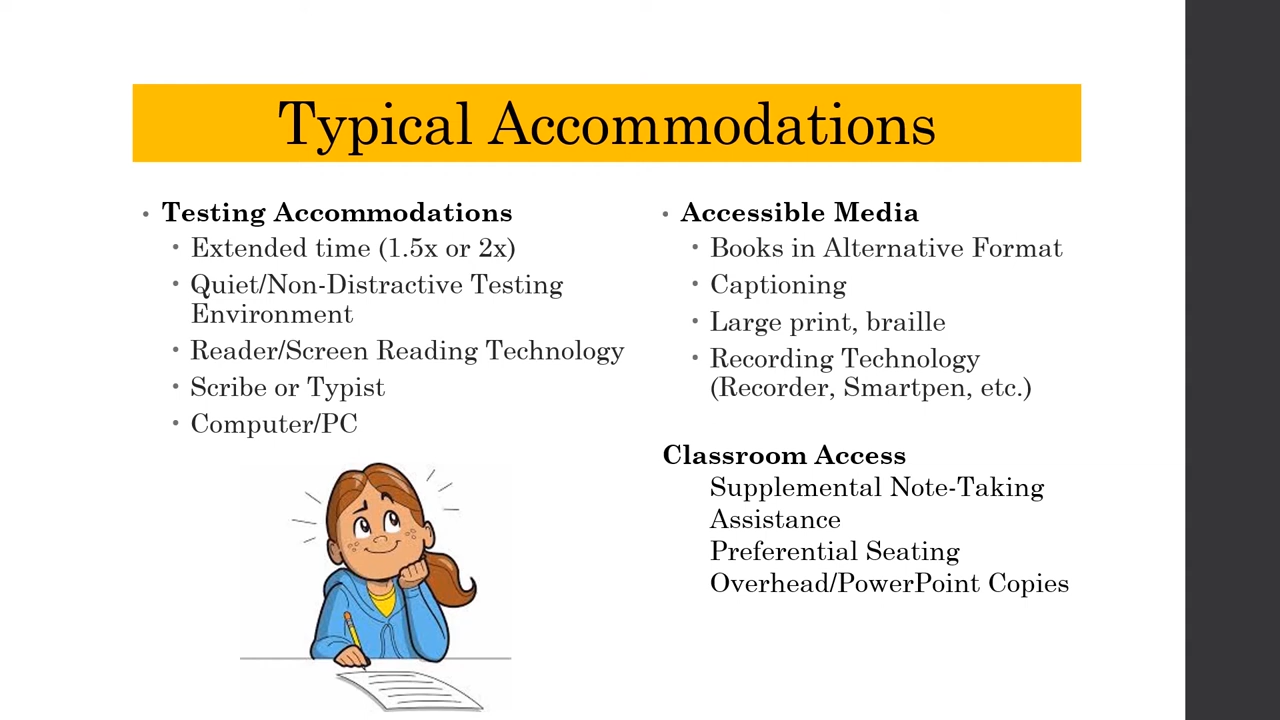 Typical Accommodations
• Testing Accommodations
• Extended time (1.5x or 2x)
• Quiet/Non-Distractive Testing
Environment
• Reader/Screen Reading Technology
• Scribe or Typist
• Computer/PC
• Accessible Media
• Books in Alternative Format
• Captioning
• Large print, braille
• Recording Technology
(Recorder, Smartpen, etc.)
Classroom Access
Supplemental Note-Taking
Assistance
Preferential Seating
Overhead/PowerPoint Copies